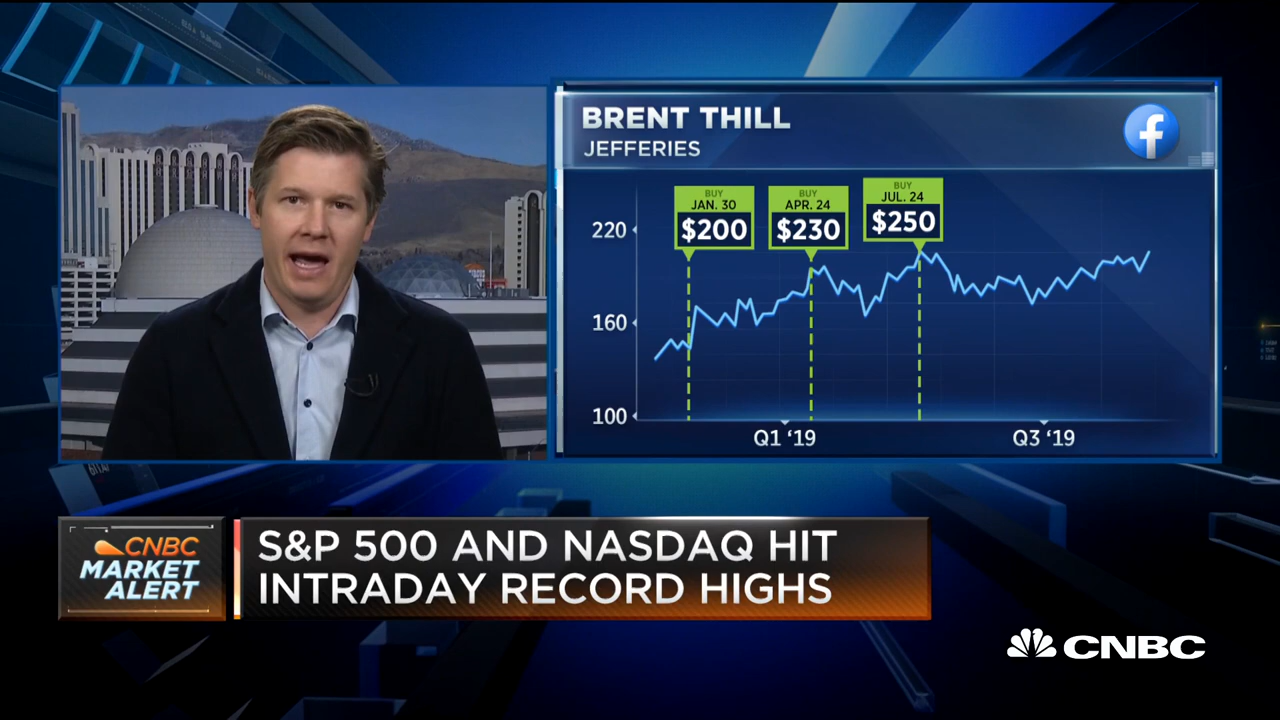 BRENT THILL
JEFFERIES
f
BUY
JAN. 30
$200
BUY
APR. 24
$230
BUY
JUL. 24
$250
220
160
100
Q1 ‘19
Q3 ‘19
CNBC
MARKET
ALERT
S&P 500 AND NASDAQ HIT
INTRADAY RECORD HIGHS
CNBC